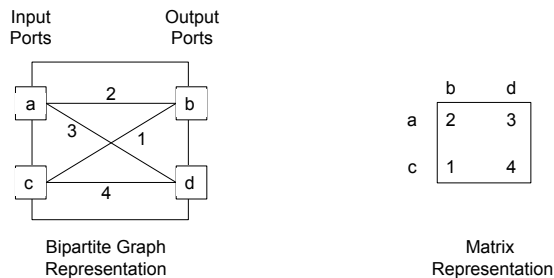 Input
Ports
Output
Ports
a
2
b
3
1
c
4
d
Bipartite Graph
Representation
b d
a 2 3
c 1 4
Matrix
Representation